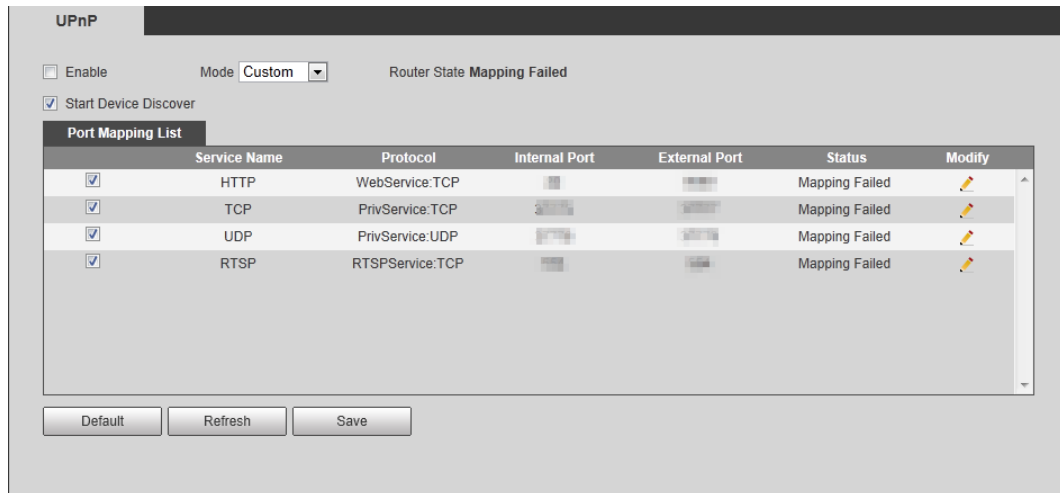 UPnP
Enable Mode Custom Router State Mapping Failed
Start Device Discover
Port Mapping List
Service Name Protocol Internal Port External Port Status Modify
HTTP WebService:TCP Mapping Failed
TCP PrivService:TCP Mapping Failed
UDP PrivService:UDP Mapping Failed
RTSP RTSPService:TCP Mapping Failed
Default Refresh Save